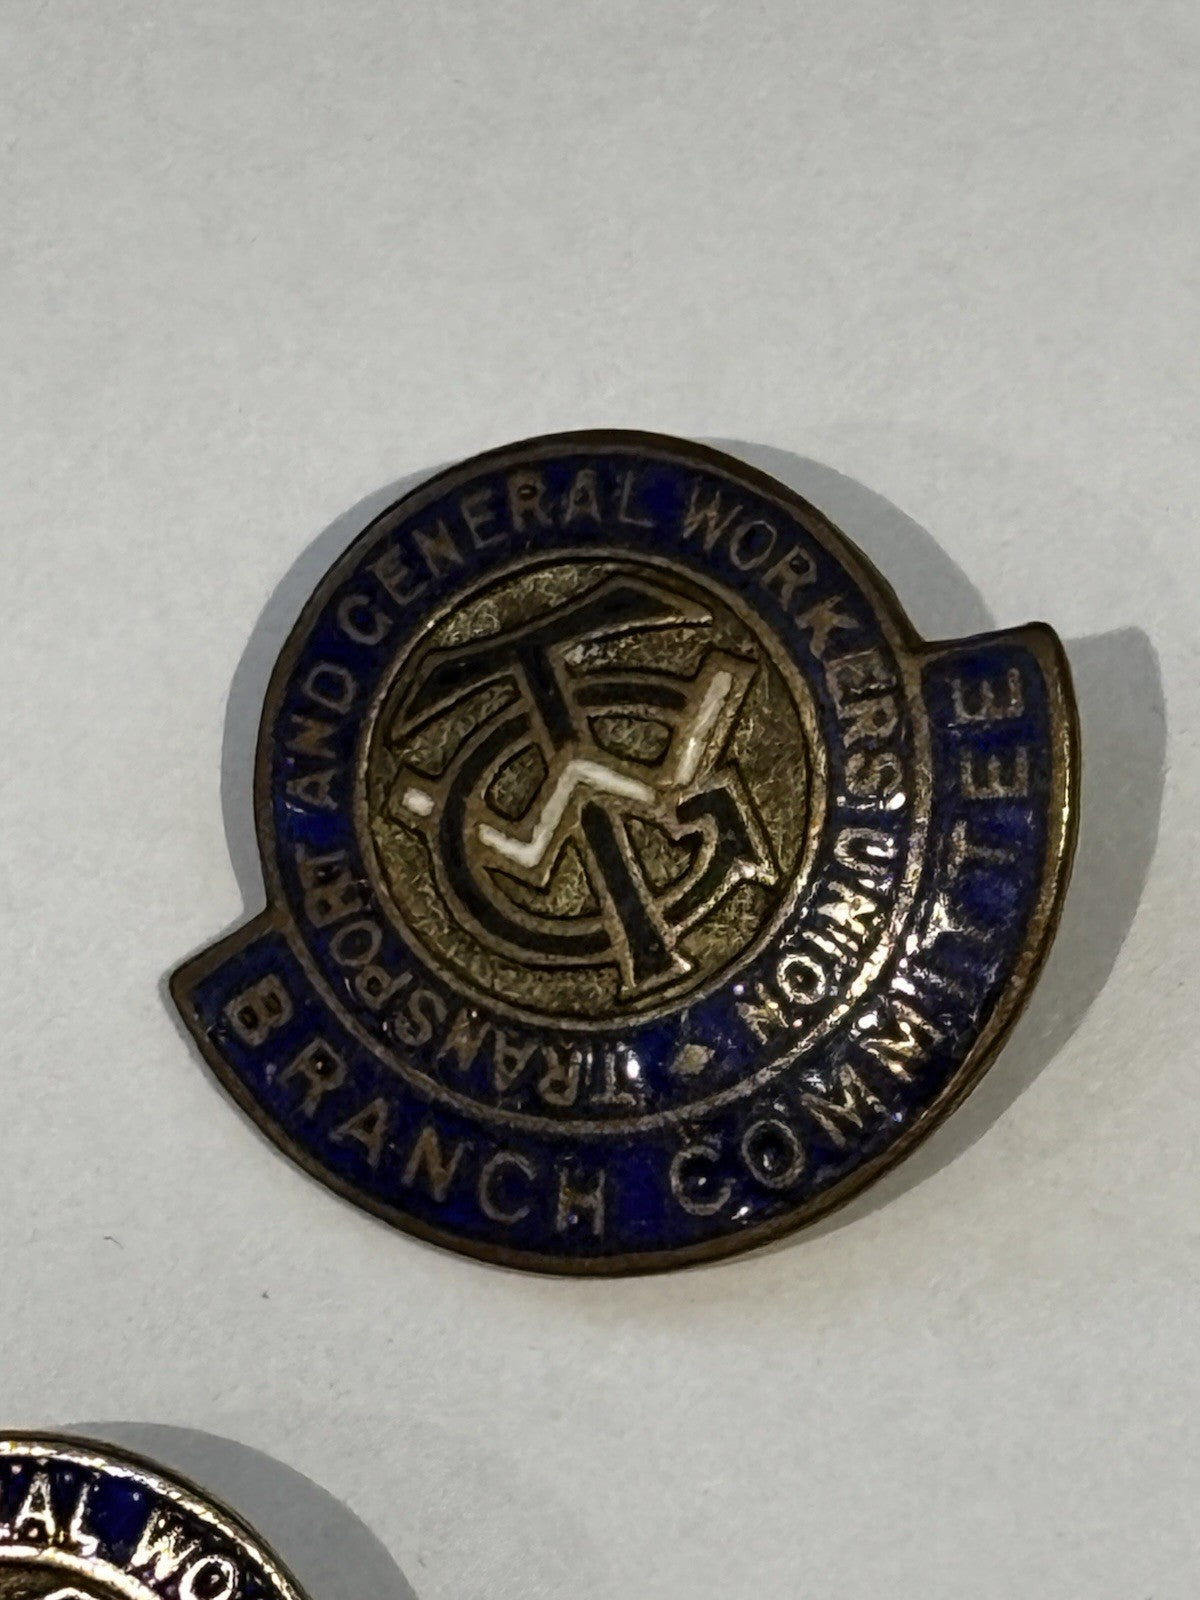 TRANSPORT AND GENERAL WORKERS UNION
TGWU
BRANCH COMMITTEE